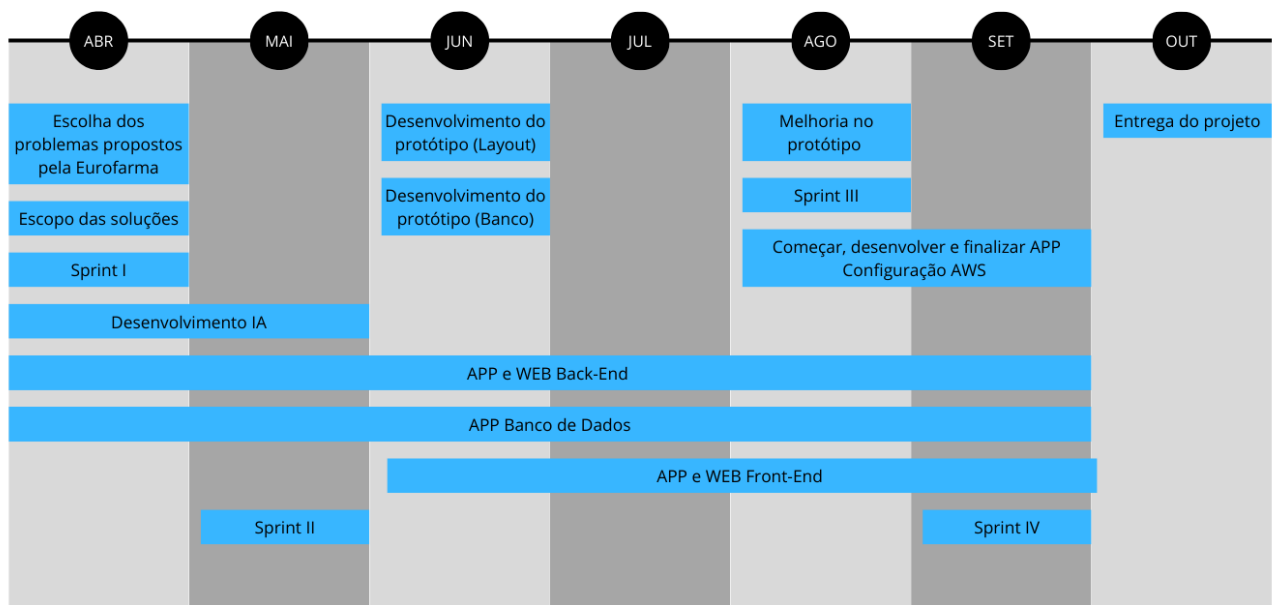 ABR
MAI
JUN
JUL
AGO
SET
OUT
Escolha dos
problemas propostos
pela Eurofarma
Desenvolvimento do
protótipo (Layout)
Melhoria no
protótipo
Entrega do projeto
Escopo das soluções
Desenvolvimento do
protótipo (Banco)
Sprint III
Sprint I
Começar, desenvolver e finalizar APP
Configuração AWS
Desenvolvimento IA
APP e WEB Back-End
APP Banco de Dados
APP e WEB Front-End
Sprint II
Sprint IV